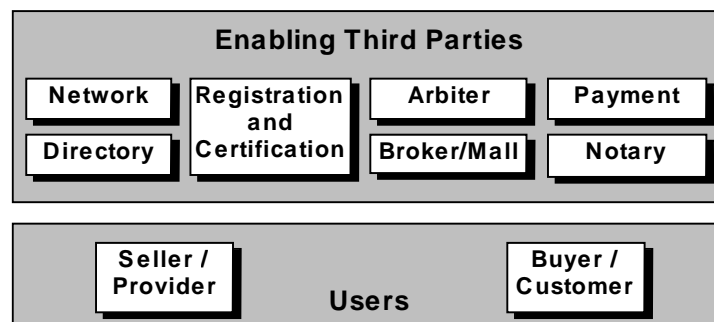 Enabling Third Parties
Network
Registration
and
Certification
Arbiter
Payment
Directory
Broker/Mall
Notary
Seller /
Provider
Users
Buyer /
Customer